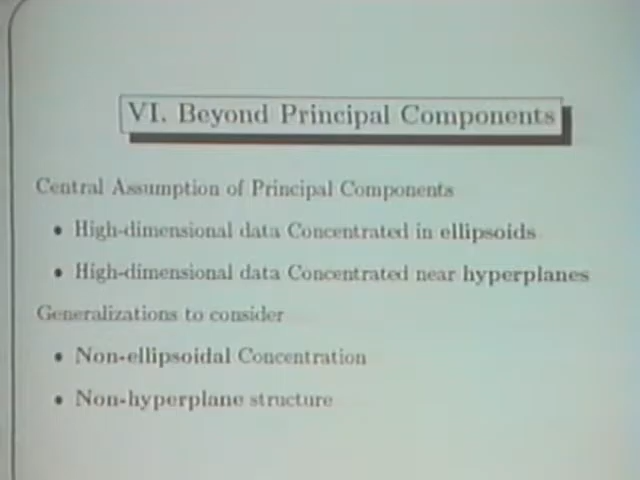 VI. Beyond Principal Components
Central Assumption of Principal Components
• High-dimensional data Concentrated in ellipsoids
• High-dimensional data Concentrated near hyperplanes
Generalizations to consider
• Non-ellipsoidal Concentration
• Non-hyperplane structure